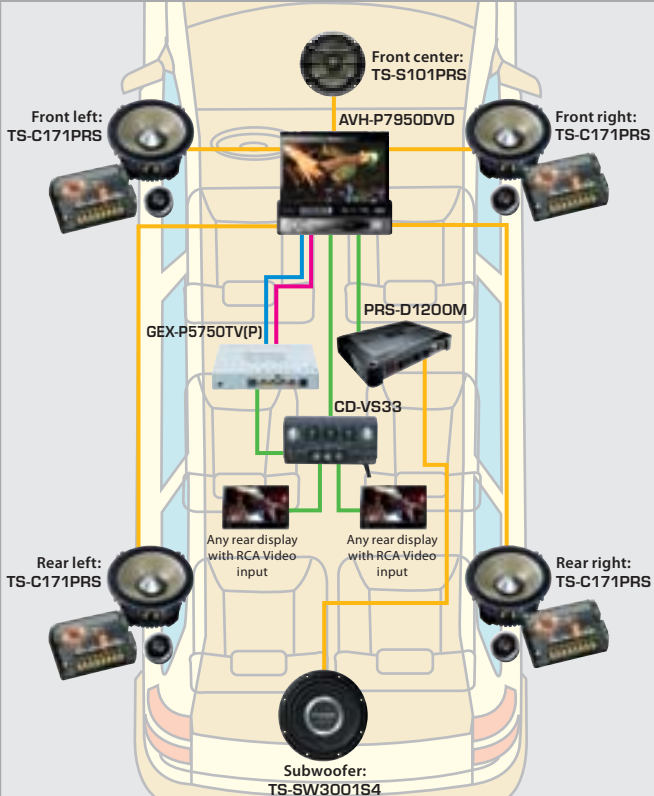 Front center:
TS-S101PRS
AVH-P7950DVD
Front left:
TS-C171PRS
Front right:
TS-C171PRS
PRS-D1200M
GEX-P5750TV(P)
CD-VS33
Any rear display
with RCA Video
input
Any rear display
with RCA Video
input
Rear left:
TS-C171PRS
Rear right:
TS-C171PRS
Subwoofer:
TS-SW3001S4